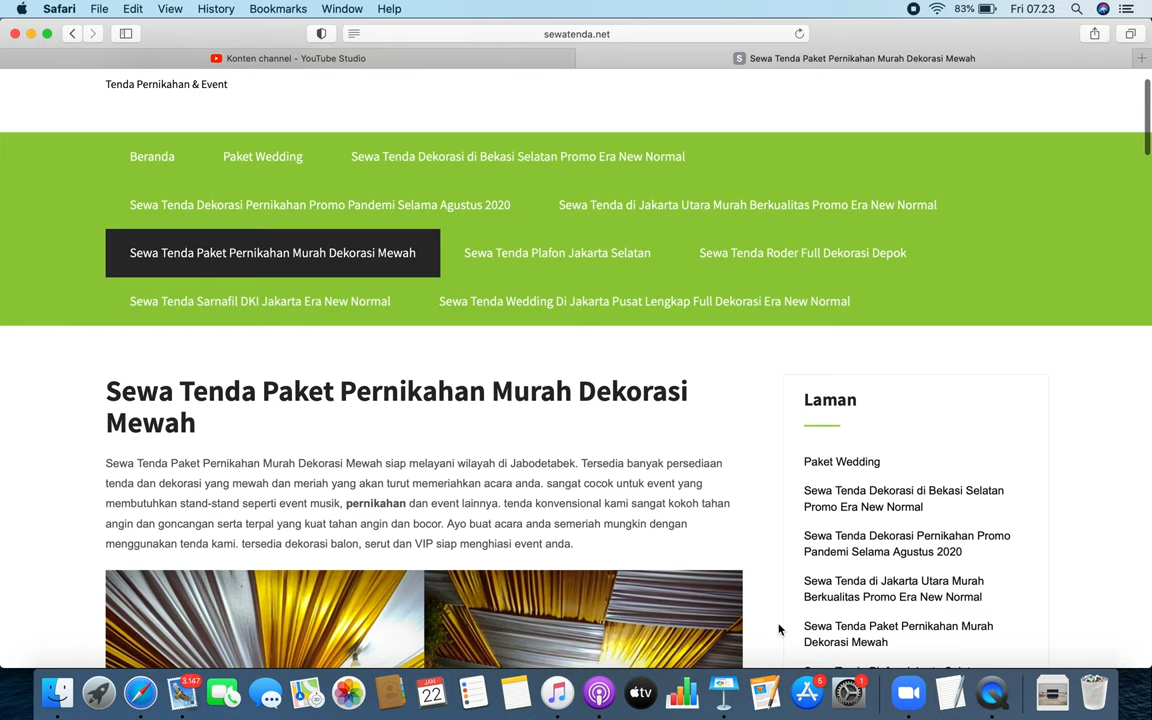 Safari File Edit View History Bookmarks Window Help 83% Fri 07.23
sewatenda.net
Konten channel - YouTube Studio
S Sewa Tenda Paket Pernikahan Murah Dekorasi Mewah
Tenda Pernikahan & Event
Beranda Paket Wedding Sewa Tenda Dekorasi di Bekasi Selatan Promo Era New Normal
Sewa Tenda Dekorasi Pernikahan Promo Pandemi Selama Agustus 2020 Sewa Tenda di Jakarta Utara Murah Berkualitas Promo Era New Normal
Sewa Tenda Paket Pernikahan Murah Dekorasi Mewah Sewa Tenda Plafon Jakarta Selatan Sewa Tenda Roder Full Dekorasi Depok
Sewa Tenda Sarnafil DKI Jakarta Era New Normal Sewa Tenda Wedding Di Jakarta Pusat Lengkap Full Dekorasi Era New Normal
Sewa Tenda Paket Pernikahan Murah Dekorasi
Mewah
Sewa Tenda Paket Pernikahan Murah Dekorasi Mewah siap melayani wilayah di Jabodetabek. Tersedia banyak persediaan
tenda dan dekorasi yang mewah dan meriah yang akan turut memeriahkan acara anda. sangat cocok untuk event yang
membutuhkan stand-stand seperti event musik, pernikahan dan event lainnya. tenda konvensional kami sangat kokoh tahan
angin dan goncangan serta terpal yang kuat tahan angin dan bocor. Ayo buat acara anda semeriah mungkin dengan
menggunakan tenda kami. tersedia dekorasi balon, serut dan VIP siap menghiasi event anda.
Laman
Paket Wedding
Sewa Tenda Dekorasi di Bekasi Selatan
Promo Era New Normal
Sewa Tenda Dekorasi Pernikahan Promo
Pandemi Selama Agustus 2020
Sewa Tenda di Jakarta Utara Murah
Berkualitas Promo Era New Normal
Sewa Tenda Paket Pernikahan Murah
Dekorasi Mewah
3.147
JAN
22
tv
5
1